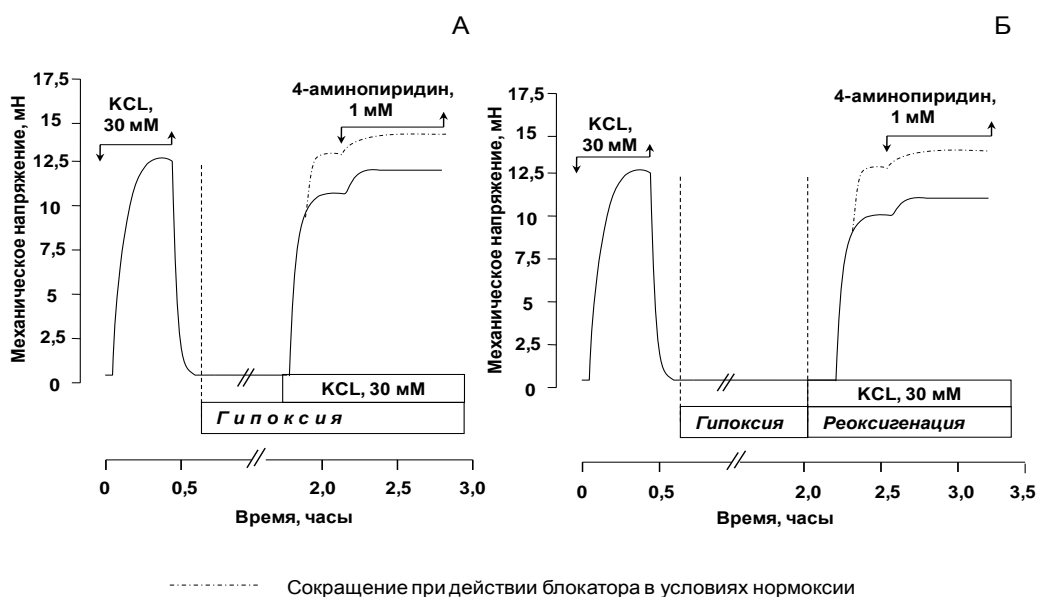 А
Механическое напряжение, мН
17,5
15
12,5
10
7,5
5
2,5
0
KCL,
30 мМ
4-аминопиридин,
1 мМ
KCL, 30 мМ
Гипоксия
0
0,5
2,0
2,5
3,0
Время, часы
Б
Механическое напряжение, мН
17,5
15
12,5
10
7,5
5
2,5
0
KCL,
30 мМ
4-аминопиридин,
1 мМ
KCL, 30 мМ
Гипоксия
Реоксигенация
0
0,5
2,0
2,5
3,0
3,5
Время, часы
Сокращение при действии блокатора в условиях нормоксии